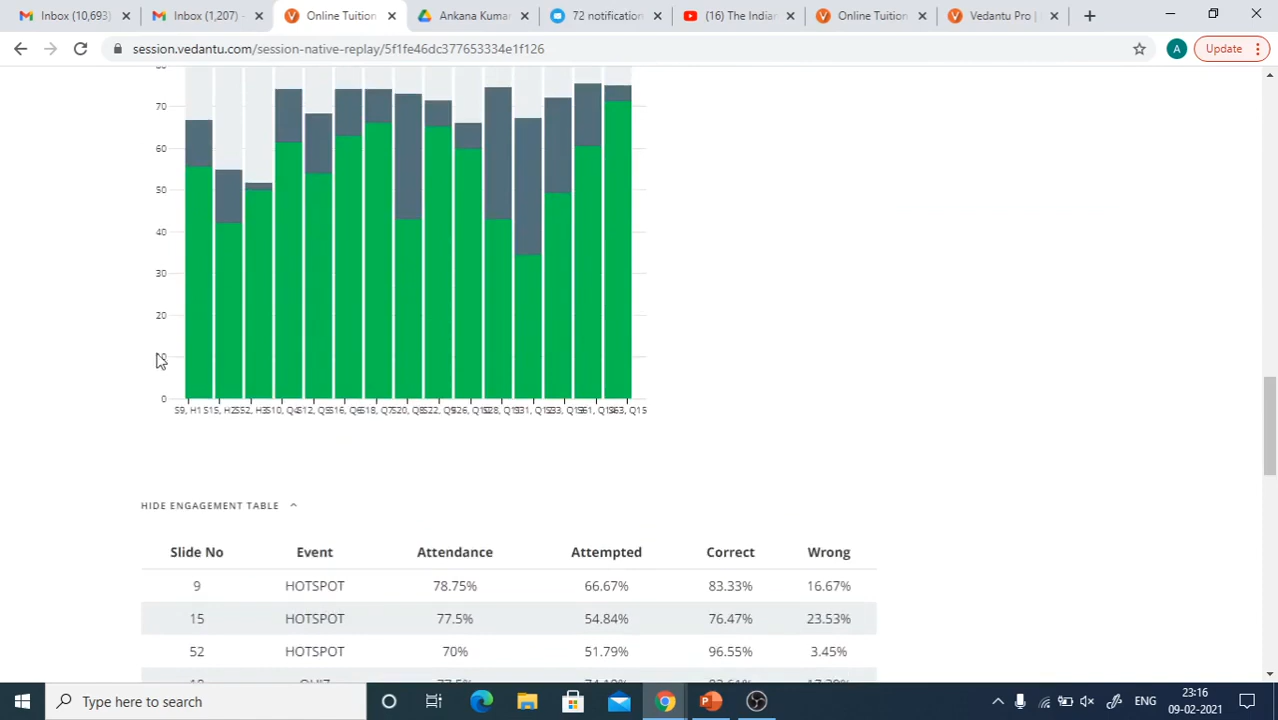 Inbox (10,693)
Inbox (1,207) -
Online Tuition
Ankana Kumar
72 notification
(16) The Indian
Online Tuition
Vedantu Pro |
session.vedantu.com/session-native-replay/5f1fe46dc377653334e1f126
A
Update
70
60
50
40
30
20
0
S9, H1
HIDE ENGAGEMENT TABLE
Slide No Event Attendance Attempted Correct Wrong
9 HOTSPOT 78.75% 66.67% 83.33% 16.67%
15 HOTSPOT 77.5% 54.84% 76.47% 23.53%
52 HOTSPOT 70% 51.79% 96.55% 3.45%
Type here to search
ENG
23:16
09-02-2021